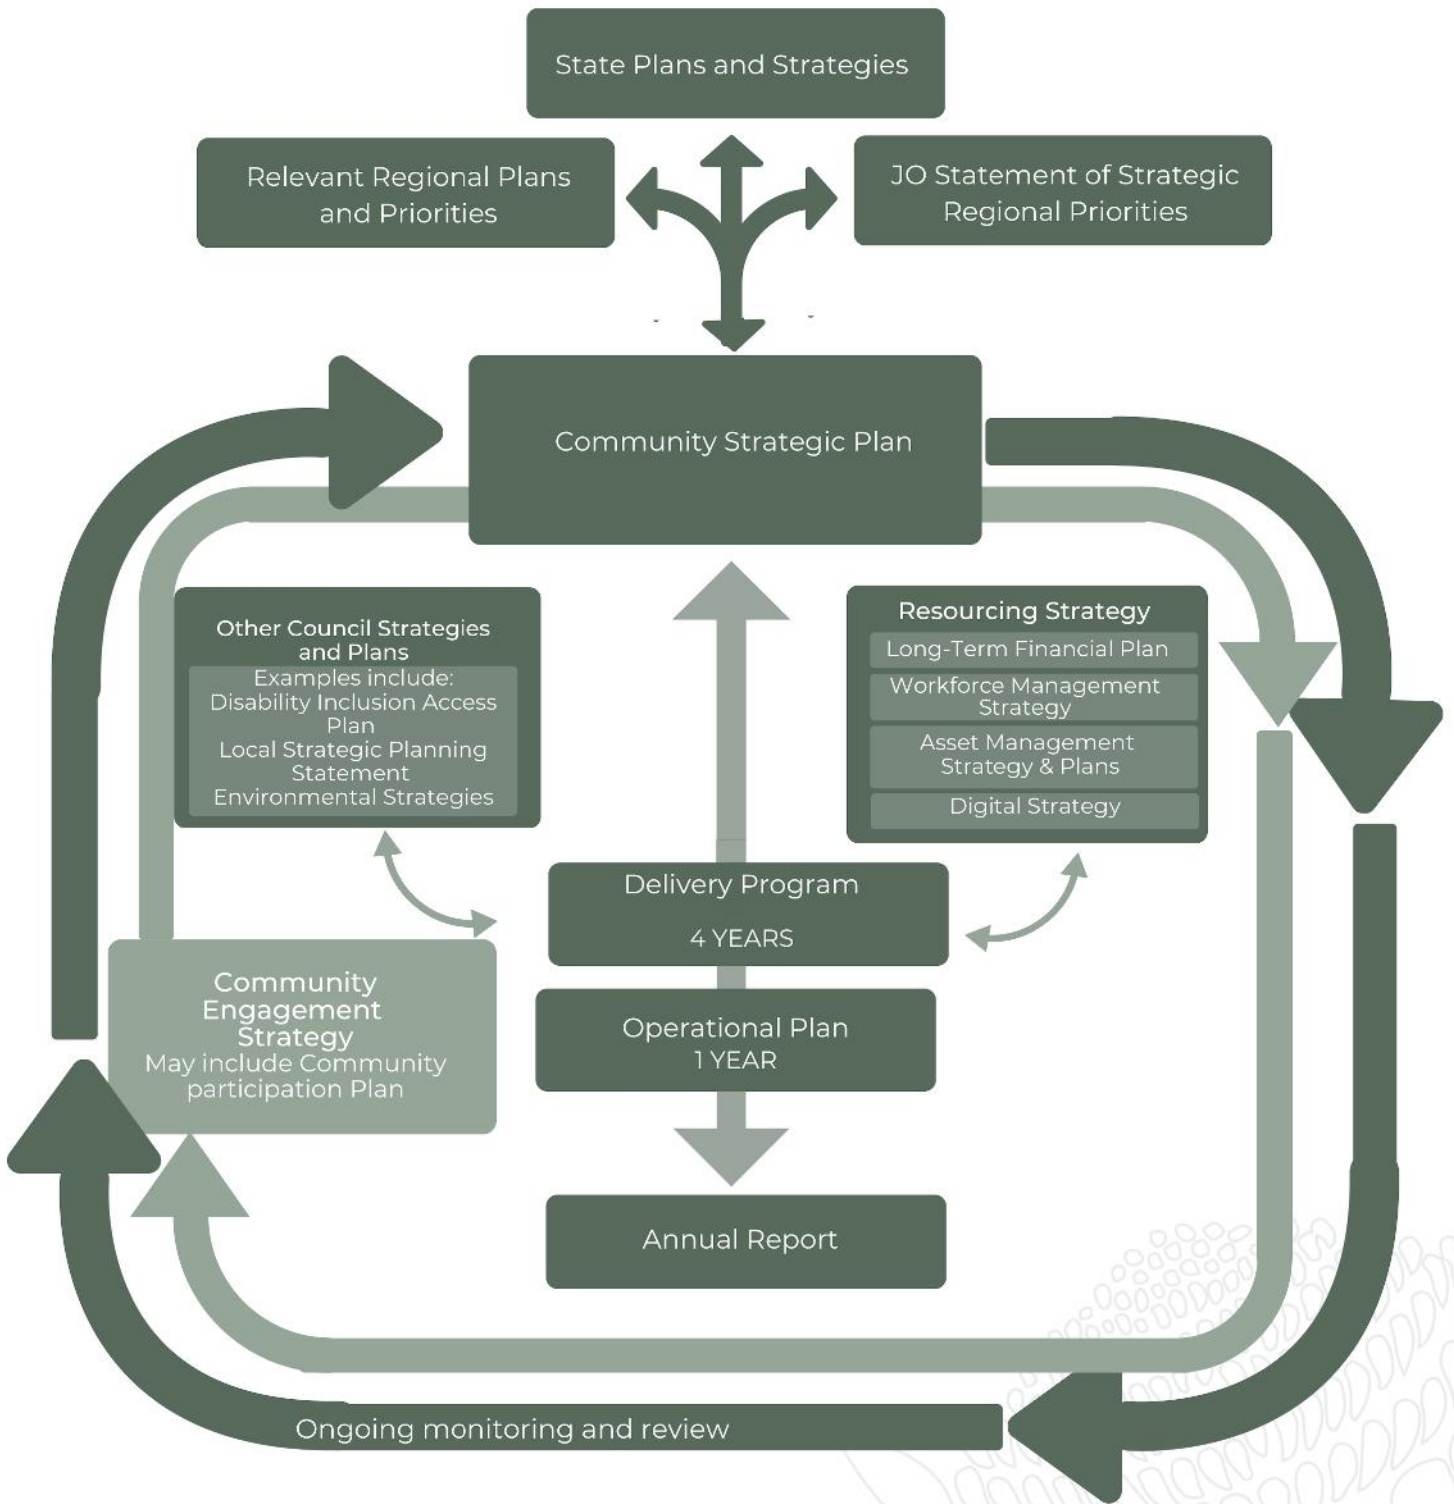 State Plans and Strategies
Relevant Regional Plans
and Priorities
JO Statement of Strategic
Regional Priorities
Community Strategic Plan
Other Council Strategies
and Plans
Examples include:
Disability Inclusion Access
Plan
Local Strategic Planning
Statement
Environmental Strategies
Resourcing Strategy
Long-Term Financial Plan
Workforce Management
Strategy
Asset Management
Strategy & Plans
Digital Strategy
Delivery Program
4 YEARS
Community
Engagement
Strategy
May include Community
participation Plan
Operational Plan
1 YEAR
Annual Report
Ongoing monitoring and review